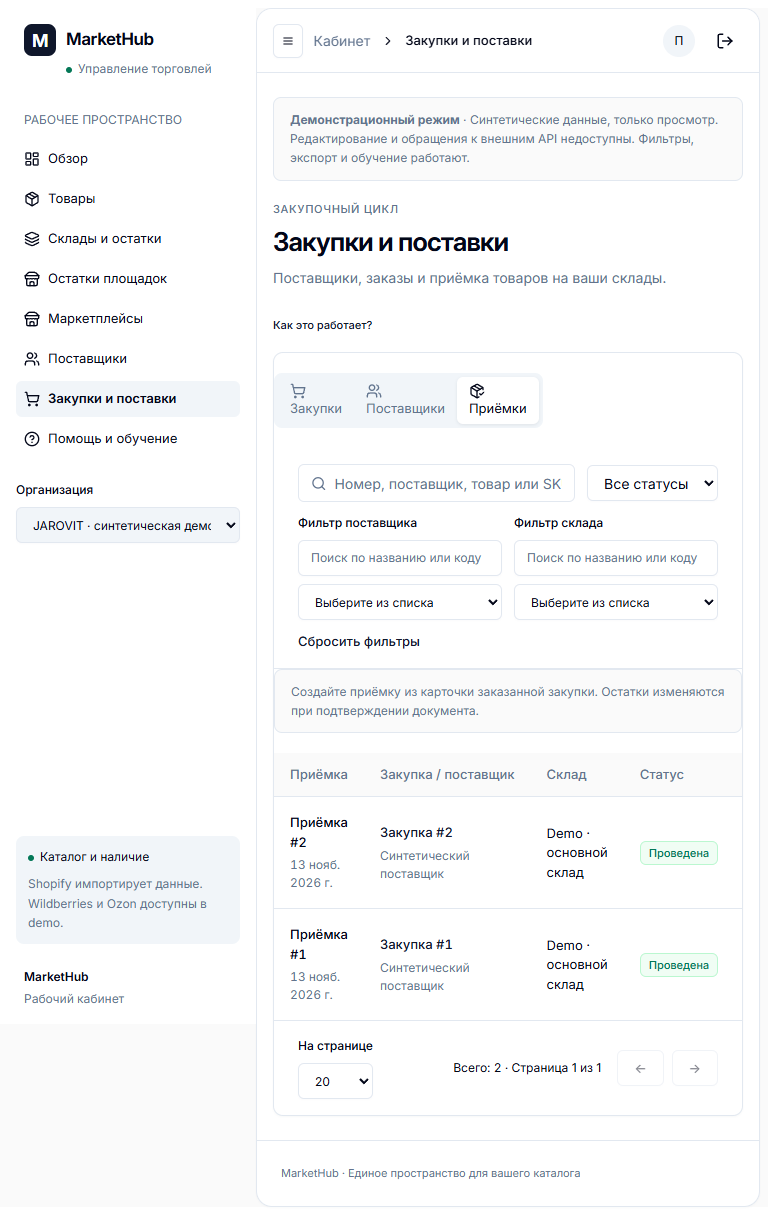 M MarketHub
Управление торговлей
РАБОЧЕЕ ПРОСТРАНСТВО
Обзор
Товары
Склады и остатки
Остатки площадок
Маркетплейсы
Поставщики
Закупки и поставки
Помощь и обучение
Организация
JAROVIT · синтетическая демо
Каталог и наличие
Shopify импортирует данные.
Wildberries и Ozon доступны в
demo.
MarketHub
Рабочий кабинет
Кабинет > Закупки и поставки
П
Демонстрационный режим · Синтетические данные, только просмотр.
Редактирование и обращения к внешним API недоступны. Фильтры,
экспорт и обучение работают.
ЗАКУПОЧНЫЙ ЦИКЛ
Закупки и поставки
Поставщики, заказы и приёмка товаров на ваши склады.
Как это работает?
Закупки Поставщики Приёмки
Номер, поставщик, товар или SK Все статусы
Фильтр поставщика Фильтр склада
Поиск по названию или коду Поиск по названию или коду
Выберите из списка Выберите из списка
Сбросить фильтры
Создайте приёмку из карточки заказанной закупки. Остатки изменяются
при подтверждении документа.
Приёмка Закупка / поставщик Склад Статус
Приёмка
#2
13 нояб.
2026 г.
Закупка #2
Синтетический
поставщик
Demo ·
основной
склад
Проведена
Приёмка
#1
13 нояб.
2026 г.
Закупка #1
Синтетический
поставщик
Demo ·
основной
склад
Проведена
На странице
20
Всего: 2 · Страница 1 из 1 ← →
MarketHub · Единое пространство для вашего каталога